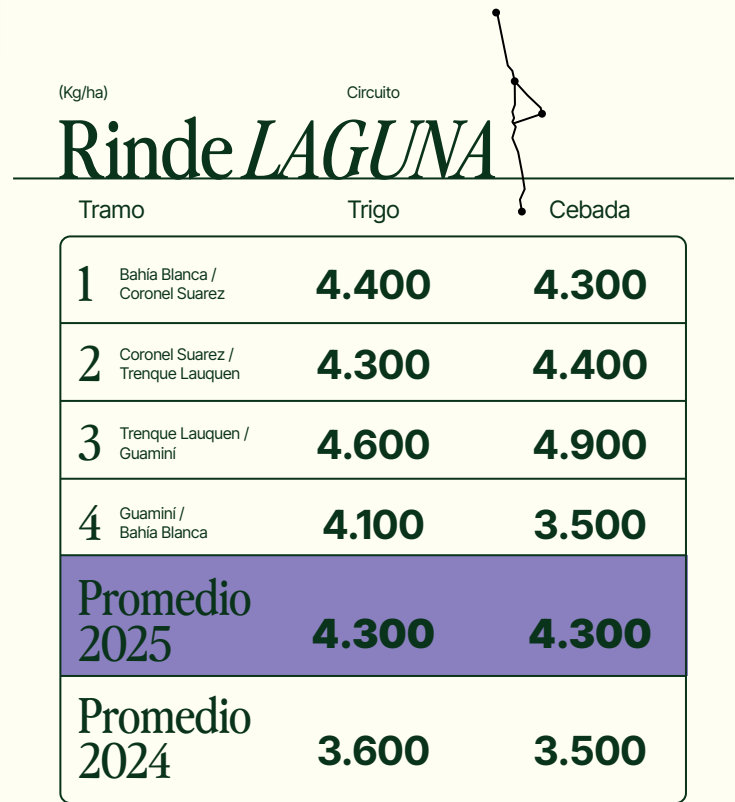 (Kg/ha) Circuito
Rinde LAGUNA
Tramo Trigo Cebada
1 Bahía Blanca / Coronel Suarez 4.400 4.300
2 Coronel Suarez / Trenque Lauquen 4.300 4.400
3 Trenque Lauquen / Guaminí 4.600 4.900
4 Guaminí / Bahía Blanca 4.100 3.500
Promedio 2025 4.300 4.300
Promedio 2024 3.600 3.500